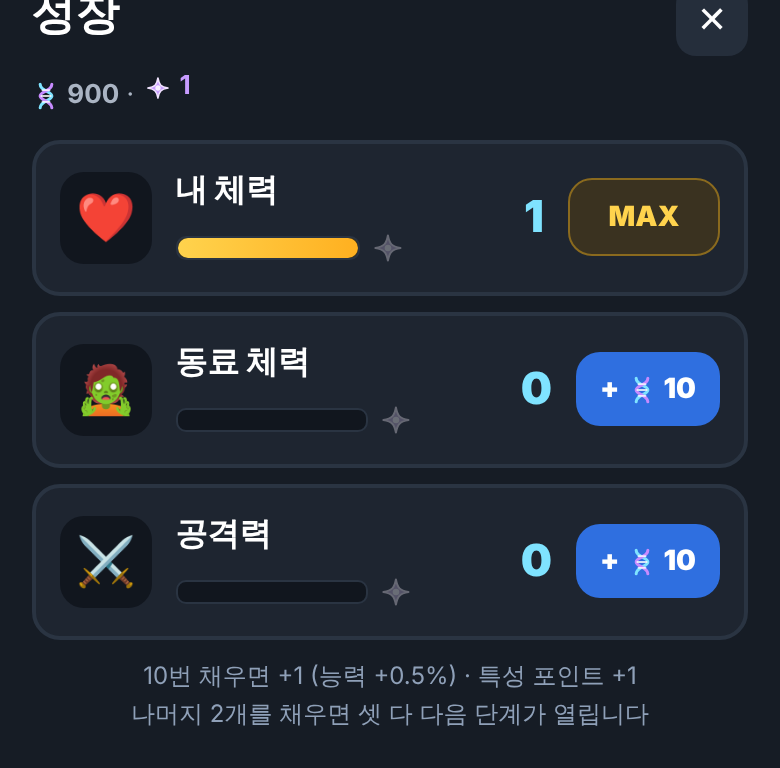 성장
×
900 · 1
내 체력
1
MAX
동료 체력
0
+ 10
공격력
0
+ 10
10번 채우면 +1 (능력 +0.5%) · 특성 포인트 +1
나머지 2개를 채우면 셋 다 다음 단계가 열립니다